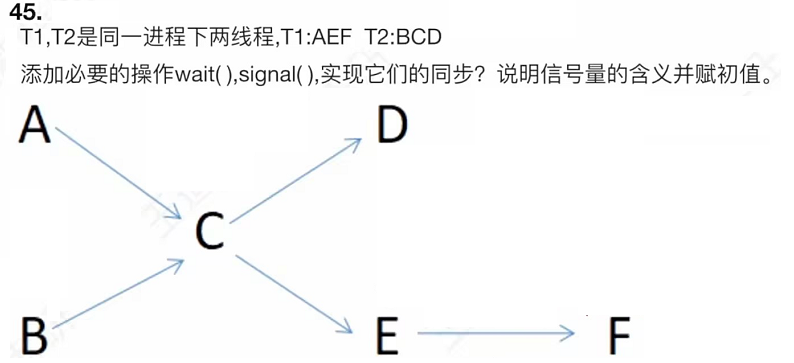 45.
T1,T2是同一进程下两线程,T1:AEF T2:BCD
添加必要的操作wait( ),signal( ),实现它们的同步？说明信号量的含义并赋初值。
A D
C
B E F